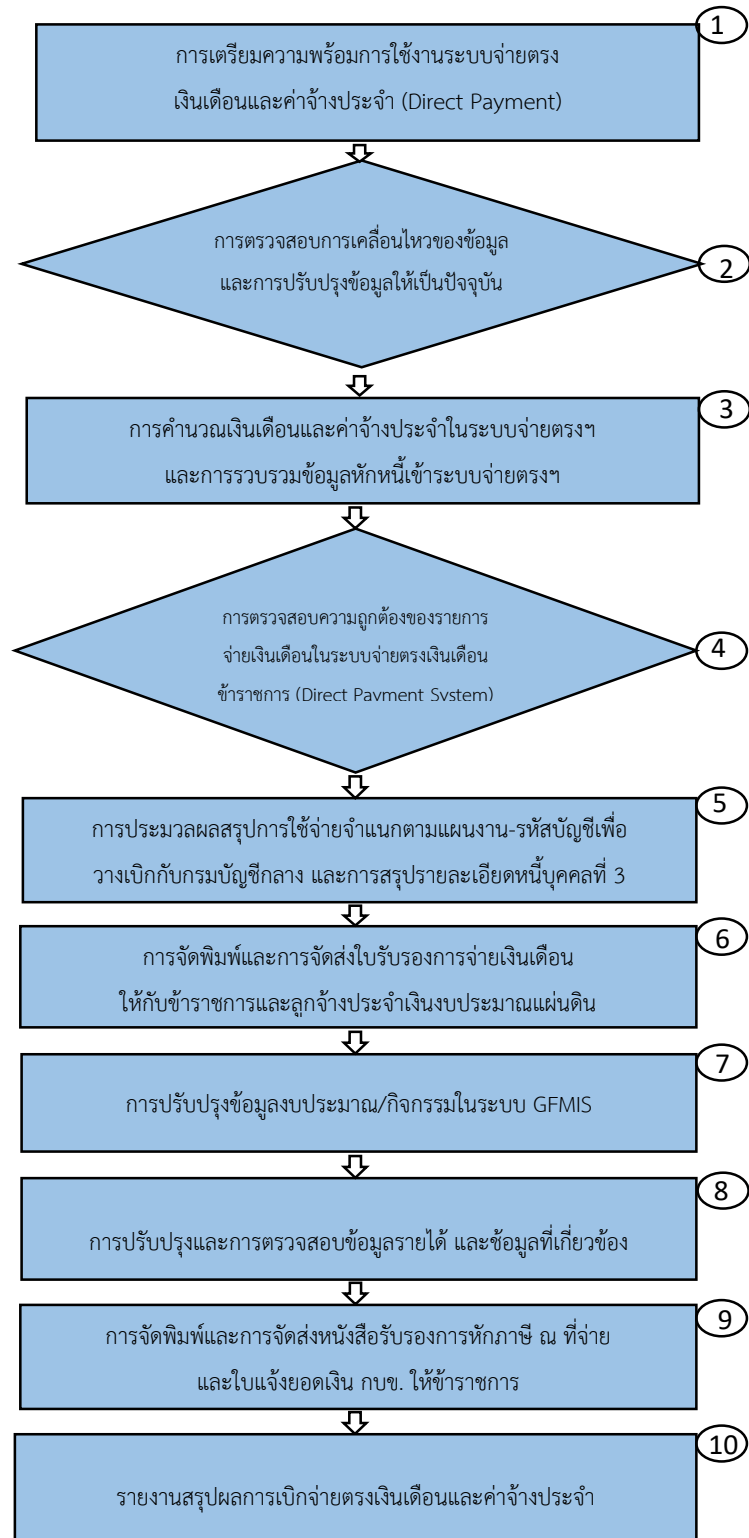 1
การเตรียมความพร้อมการใช้งานระบบจ่ายตรง
เงินเดือนและค่าจ้างประจำ (Direct Payment)
การตรวจสอบการเคลื่อนไหวของข้อมูล
และการปรับปรุงข้อมูลให้เป็นปัจจุบัน
2
3
การคำนวณเงินเดือนและค่าจ้างประจำในระบบจ่ายตรงฯ
และการรวบรวมข้อมูลหักหนี้เข้าระบบจ่ายตรงฯ
การตรวจสอบความถูกต้องของรายการ
จ่ายเงินเดือนในระบบจ่ายตรงเงินเดือน
ข้าราชการ (Direct Payment System)
4
5
การประมวลผลสรุปการใช้จ่ายจำแนกตามแผนงาน-รหัสบัญชีเพื่อ
วางเบิกกับกรมบัญชีกลาง และการสรุปรายละเอียดหนี้บุคคลที่ 3
6
การจัดพิมพ์และการจัดส่งใบรับรองการจ่ายเงินเดือน
ให้กับข้าราชการและลูกจ้างประจำเงินงบประมาณแผ่นดิน
7
การปรับปรุงข้อมูลงบประมาณ/กิจกรรมในระบบ GFMIS
8
การปรับปรุงและการตรวจสอบข้อมูลรายได้ และช้อมูลที่เกี่ยวข้อง
9
การจัดพิมพ์และการจัดส่งหนังสือรับรองการหักภาษี ณ ที่จ่าย
และใบแจ้งยอดเงิน กบข. ให้ข้าราชการ
10
รายงานสรุปผลการเบิกจ่ายตรงเงินเดือนและค่าจ้างประจำ